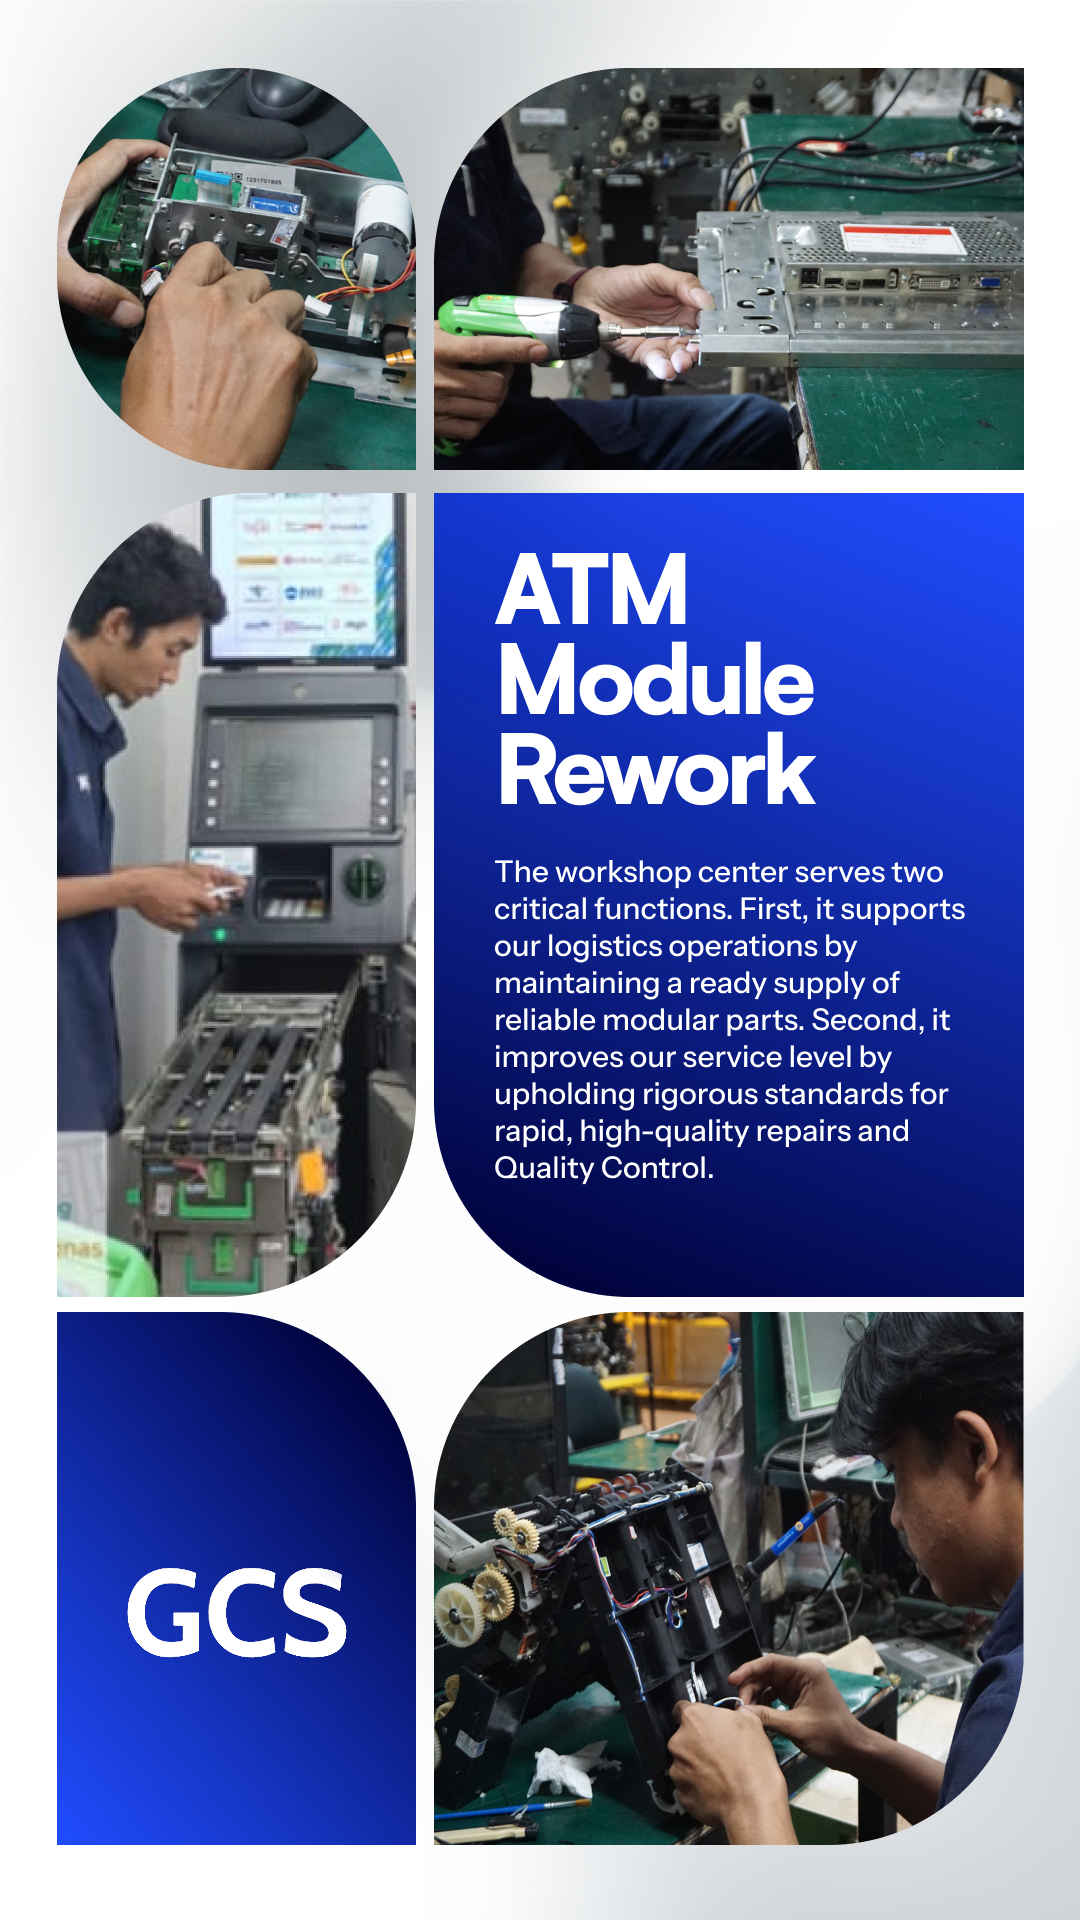 1231701805
ATM
Module
Rework
The workshop center serves two
critical functions. First, it supports
our logistics operations by
maintaining a ready supply of
reliable modular parts. Second, it
improves our service level by
upholding rigorous standards for
rapid, high-quality repairs and
Quality Control.
onas
GCS